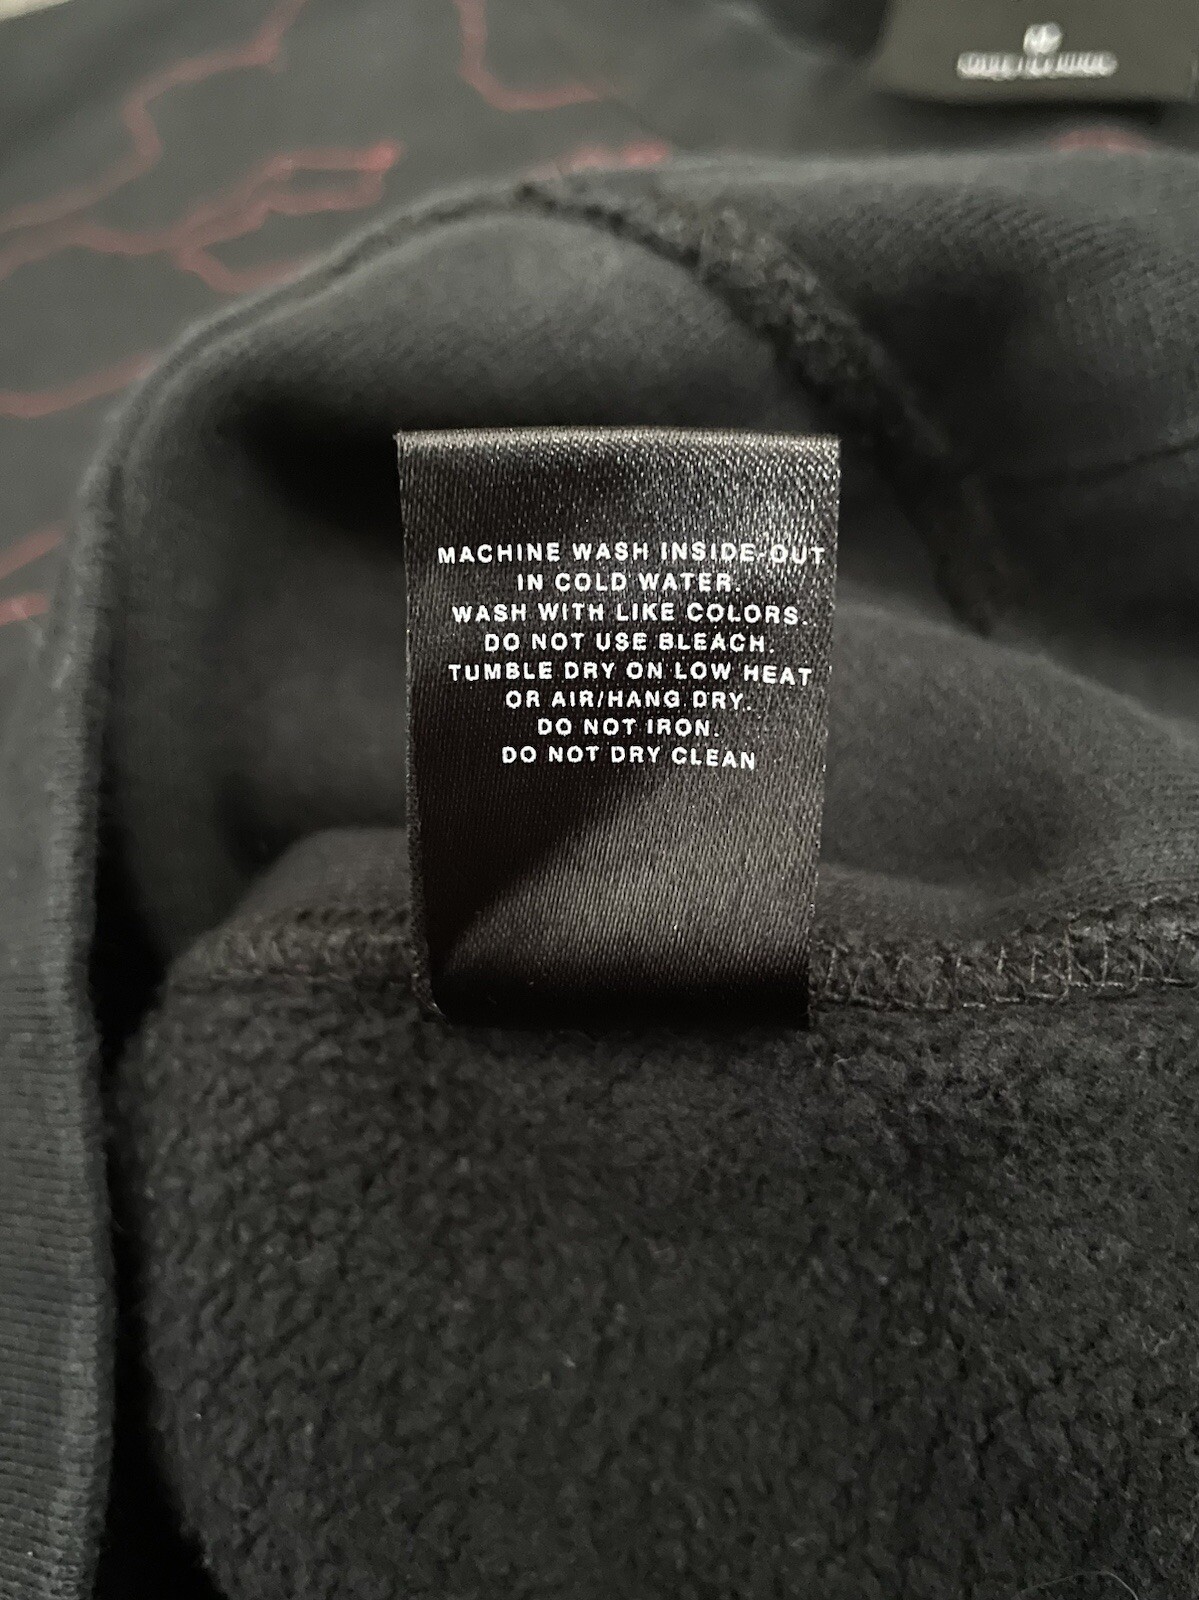 MACHINE WASH INSIDE-OUT
IN COLD WATER.
WASH WITH LIKE COLORS.
DO NOT USE BLEACH.
TUMBLE DRY ON LOW HEAT
OR AIR/HANG DRY.
DO NOT IRON.
DO NOT DRY CLEAN